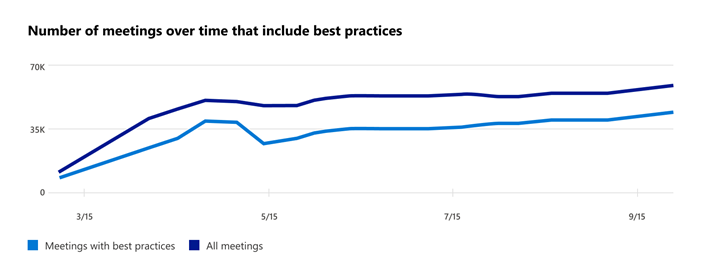 Number of meetings over time that include best practices
70K
35K
0
3/15 5/15 7/15 9/15
Meetings with best practices All meetings